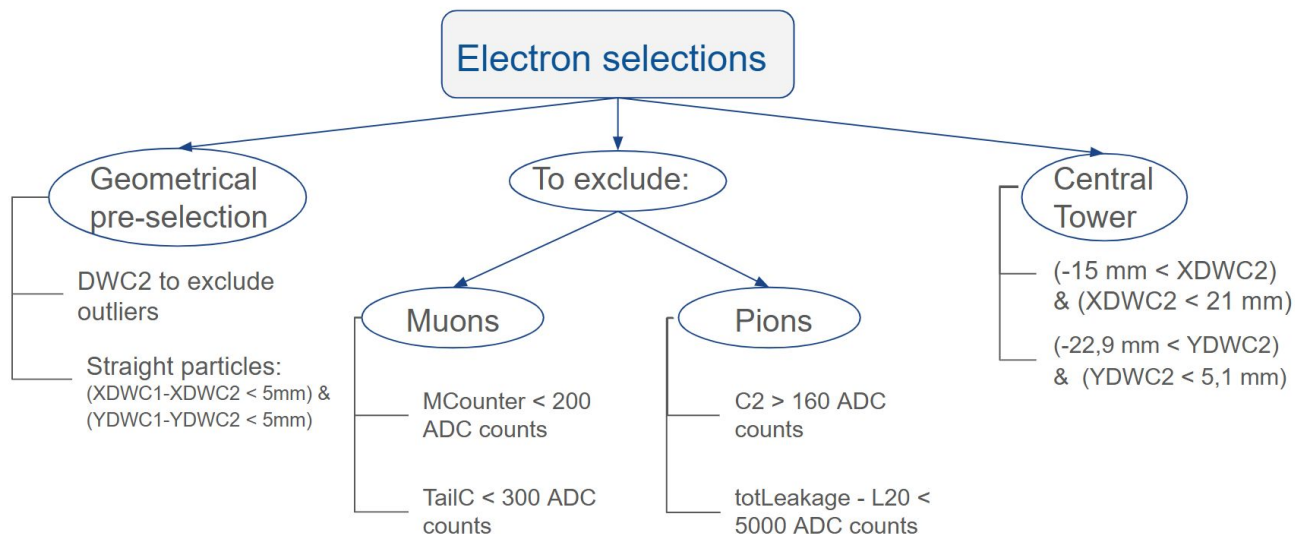 Electron selections
Geometrical
pre-selection
DWC2 to exclude
outliers
Straight particles:
(XDWC1-XDWC2 < 5mm) &
(YDWC1-YDWC2 < 5mm)
To exclude:
Muons
MCounter < 200
ADC counts
TailC < 300 ADC
counts
Pions
C2 > 160 ADC
counts
totLeakage - L20 <
5000 ADC counts
Central
Tower
(-15 mm < XDWC2)
& (XDWC2 < 21 mm)
(-22,9 mm < YDWC2)
& (YDWC2 < 5,1 mm)